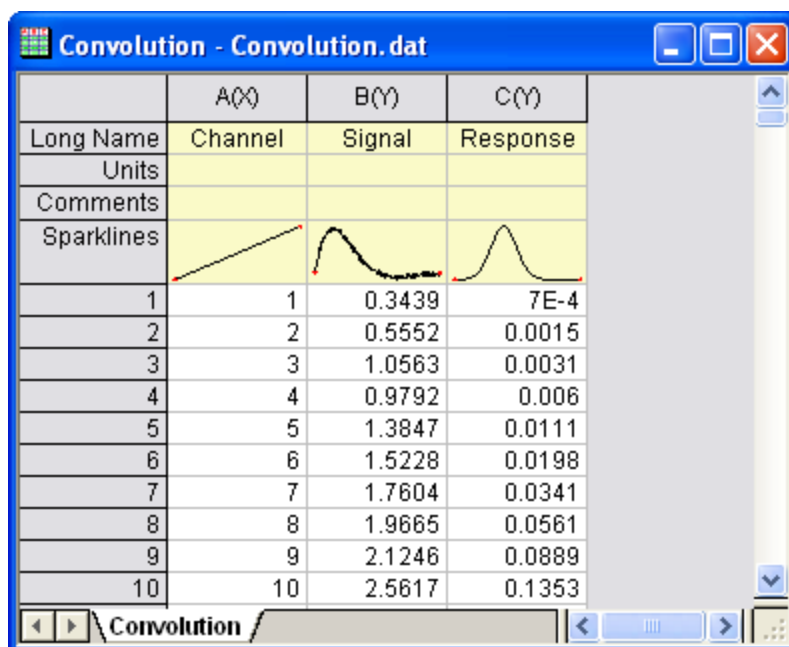 Convolution - Convolution.dat
A(X) B(Y) C(Y)
Long Name Channel Signal Response
Units
Comments
Sparklines
1 1 0.3439 7E-4
2 2 0.5552 0.0015
3 3 1.0563 0.0031
4 4 0.9792 0.006
5 5 1.3847 0.0111
6 6 1.5228 0.0198
7 7 1.7604 0.0341
8 8 1.9665 0.0561
9 9 2.1246 0.0889
10 10 2.5617 0.1353
Convolution